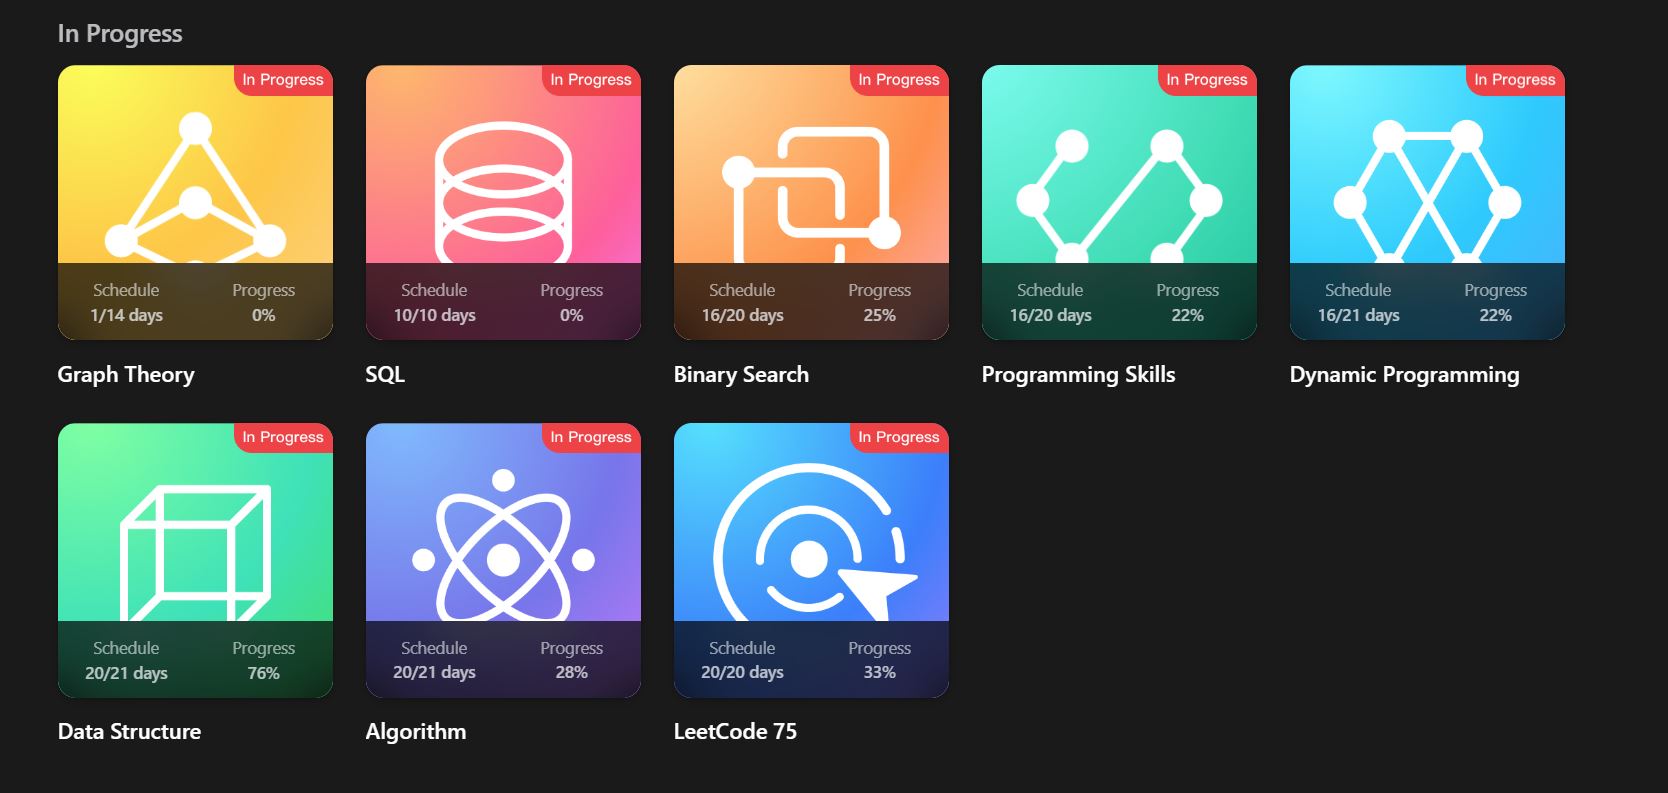 In Progress
In Progress
In Progress
In Progress
In Progress
In Progress
Schedule Progress
1/14 days 0%
Schedule Progress
10/10 days 0%
Schedule Progress
16/20 days 25%
Schedule Progress
16/20 days 22%
Schedule Progress
16/21 days 22%
Graph Theory
SQL
Binary Search
Programming Skills
Dynamic Programming
In Progress
In Progress
In Progress
Schedule Progress
20/21 days 76%
Schedule Progress
20/21 days 28%
Schedule Progress
20/20 days 33%
Data Structure
Algorithm
LeetCode 75